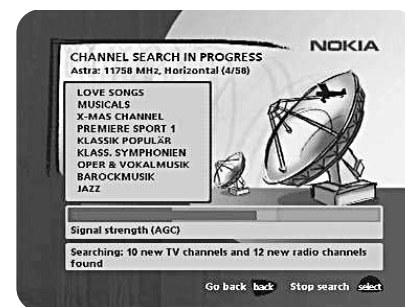 NOKIA
CHANNEL SEARCH IN PROGRESS
Astra: 11758 MHz, Horizontal (4/58)
LOVE SONGS
MUSICALS
X-MAS CHANNEL
PREMIERE SPORT 1
KLASSIK POPULÄR
KLASS. SYMPHONIEN
OPER & VOKALMUSIK
BAROCKMUSIK
JAZZ
Signal strength (AGC)
Searching: 10 new TV channels and 12 new radio channels
found
Go back back Stop search select